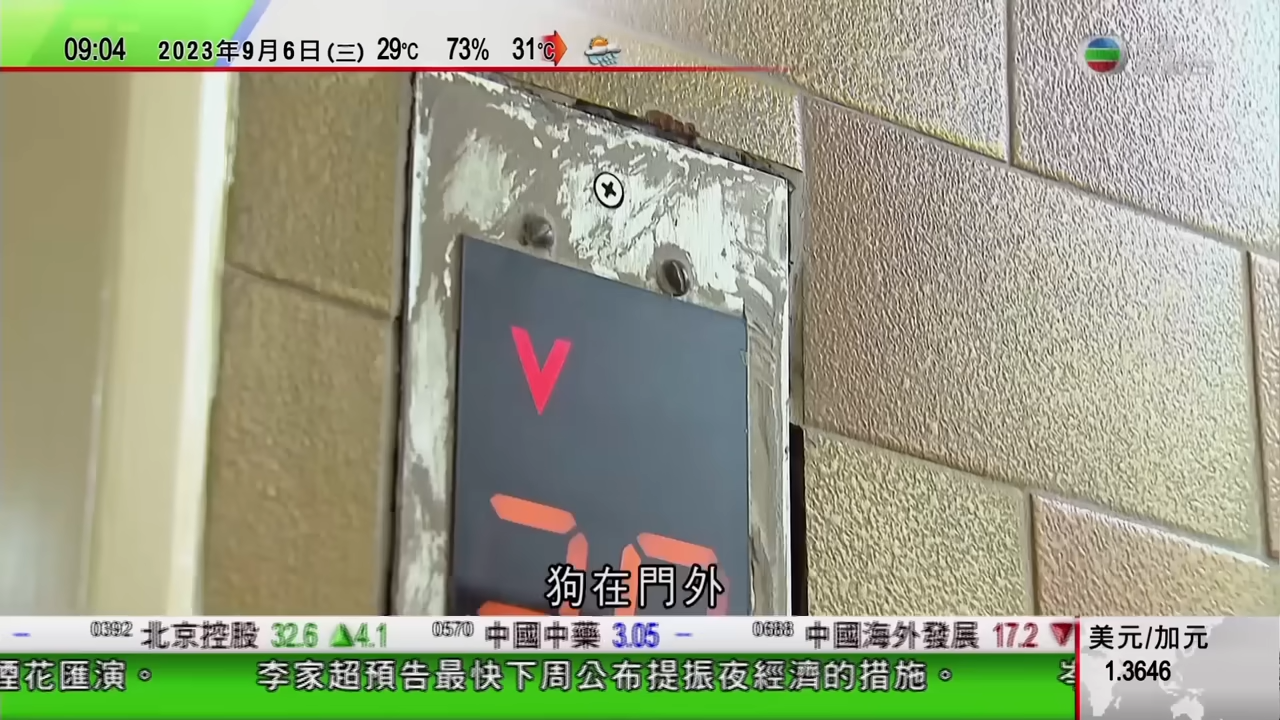 09:04 2023年9月6日(三) 29℃ 73% 31℃
V
狗在門外
0392 北京控股 32.6 ▲4.1 0570 中國中藥 3.05 – 0688 中國海外發展 17.2 ▼
美元/加元
1.3646
煙花匯演。 李家超預告最快下周公布提振夜經濟的措施。